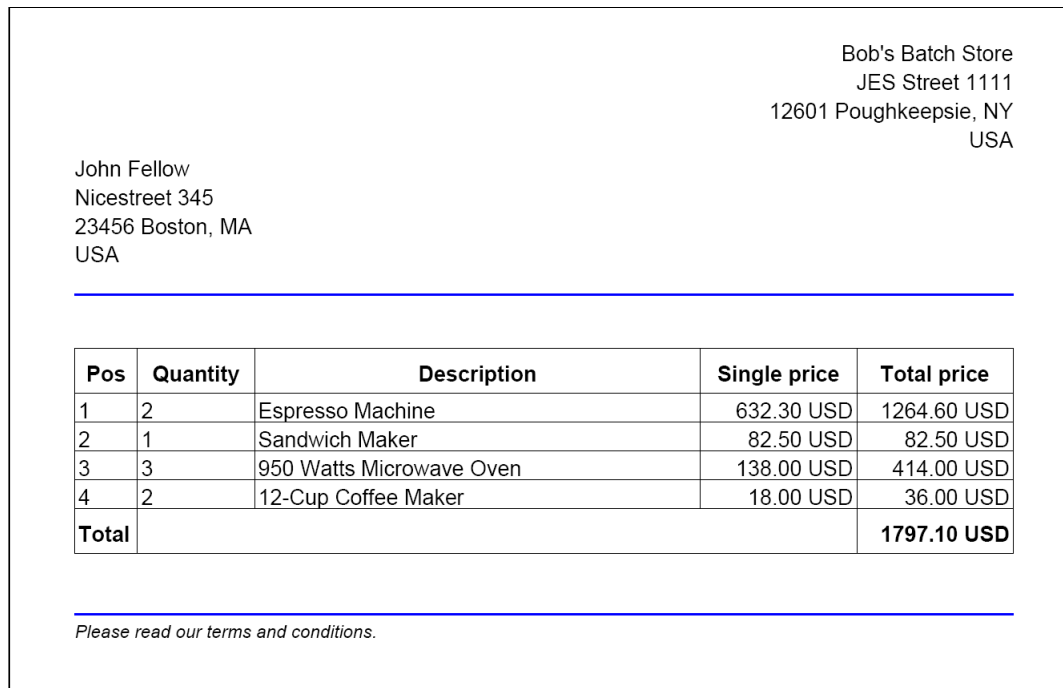 Bob's Batch Store
JES Street 1111
12601 Poughkeepsie, NY
USA
John Fellow
Nicestreet 345
23456 Boston, MA
USA
Pos Quantity Description Single price Total price
1 2 Espresso Machine 632.30 USD 1264.60 USD
2 1 Sandwich Maker 82.50 USD 82.50 USD
3 3 950 Watts Microwave Oven 138.00 USD 414.00 USD
4 2 12-Cup Coffee Maker 18.00 USD 36.00 USD
Total 1797.10 USD
Please read our terms and conditions.